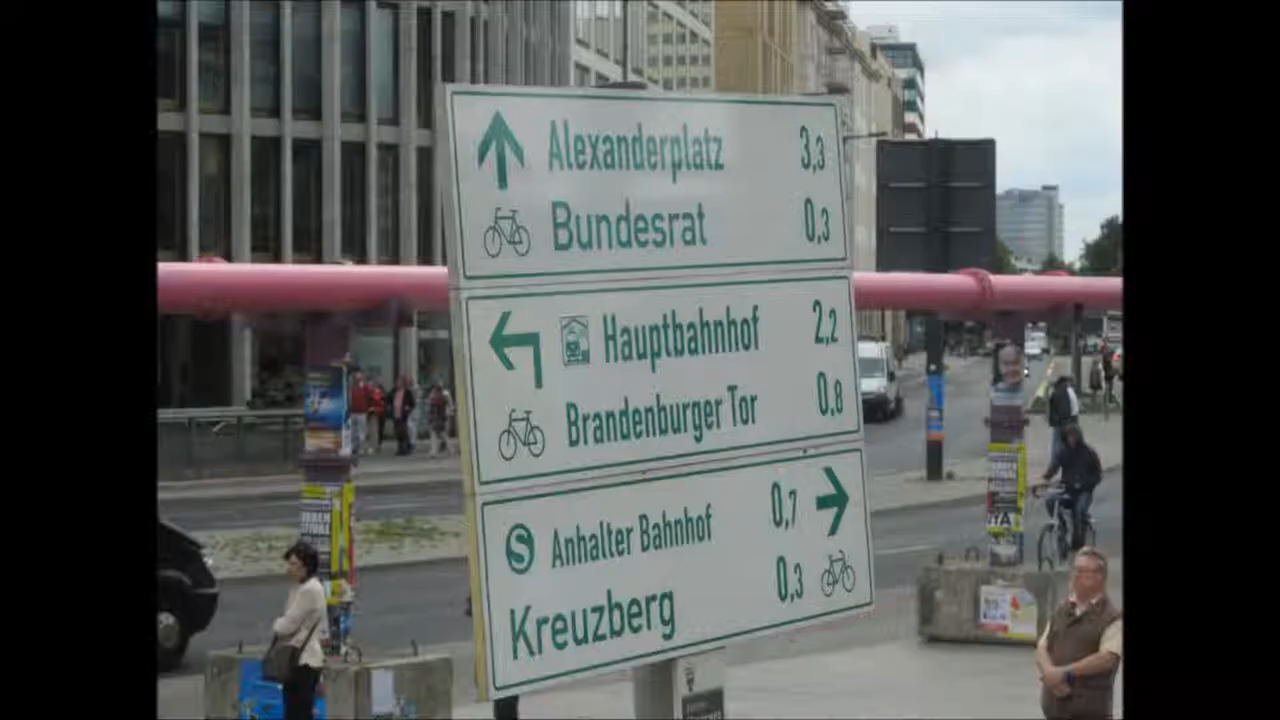 Alexanderplatz 3,3
Bundesrat 0,3
Hauptbahnhof 2,2
Brandenburger Tor 0,8
S Anhalter Bahnhof 0,7
Kreuzberg 0,3